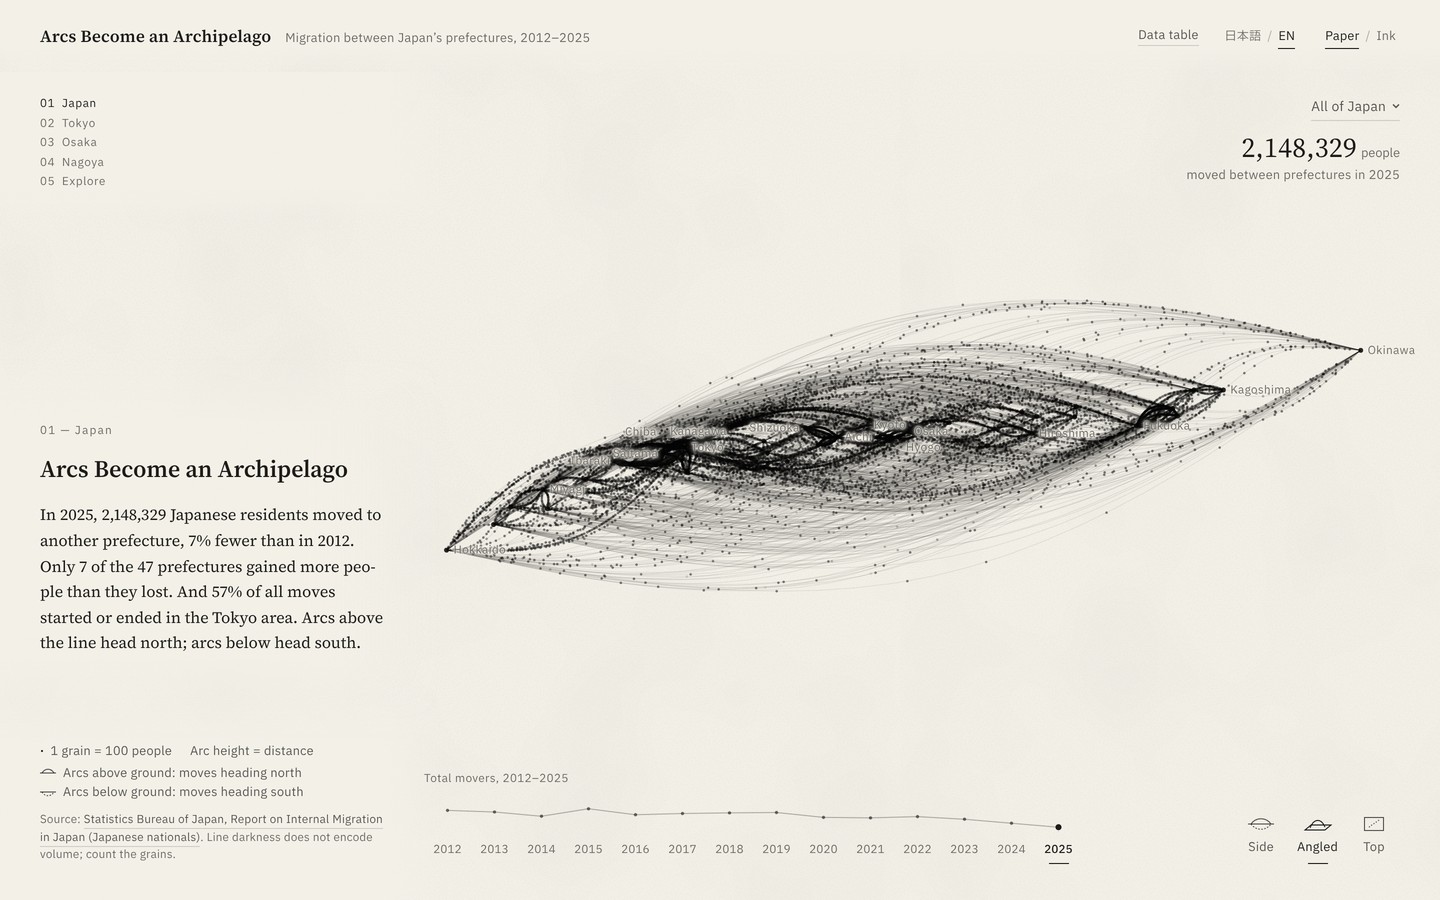 Arcs Become an Archipelago
Migration between Japan's prefectures, 2012–2025
Data table
日本語 / EN
Paper / Ink
01 Japan
02 Tokyo
03 Osaka
04 Nagoya
05 Explore
All of Japan
2,148,329 people
moved between prefectures in 2025
Okinawa
Kagoshima
Fukuoka
Hiroshima
Kyoto
Osaka
Hyogo
Aichi
Shizuoka
Kanagawa
Chiba
Tokyo
Saitama
Ibaraki
Miyagi
Hokkaido
01 — Japan
Arcs Become an Archipelago
In 2025, 2,148,329 Japanese residents moved to
another prefecture, 7% fewer than in 2012.
Only 7 of the 47 prefectures gained more peo-
ple than they lost. And 57% of all moves
started or ended in the Tokyo area. Arcs above
the line head north; arcs below head south.
· 1 grain = 100 people Arc height = distance
Arcs above ground: moves heading north
Arcs below ground: moves heading south
Source: Statistics Bureau of Japan, Report on Internal Migration
in Japan (Japanese nationals). Line darkness does not encode
volume; count the grains.
Total movers, 2012–2025
2012 2013 2014 2015 2016 2017 2018 2019 2020 2021 2022 2023 2024 2025
Side Angled Top